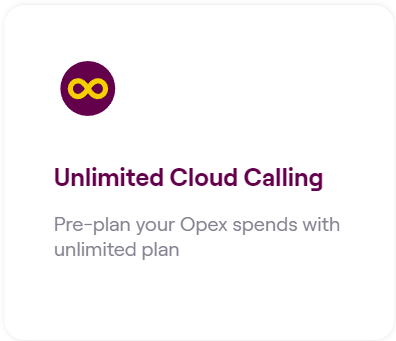 Unlimited Cloud Calling
Pre-plan your Opex spends with
unlimited plan